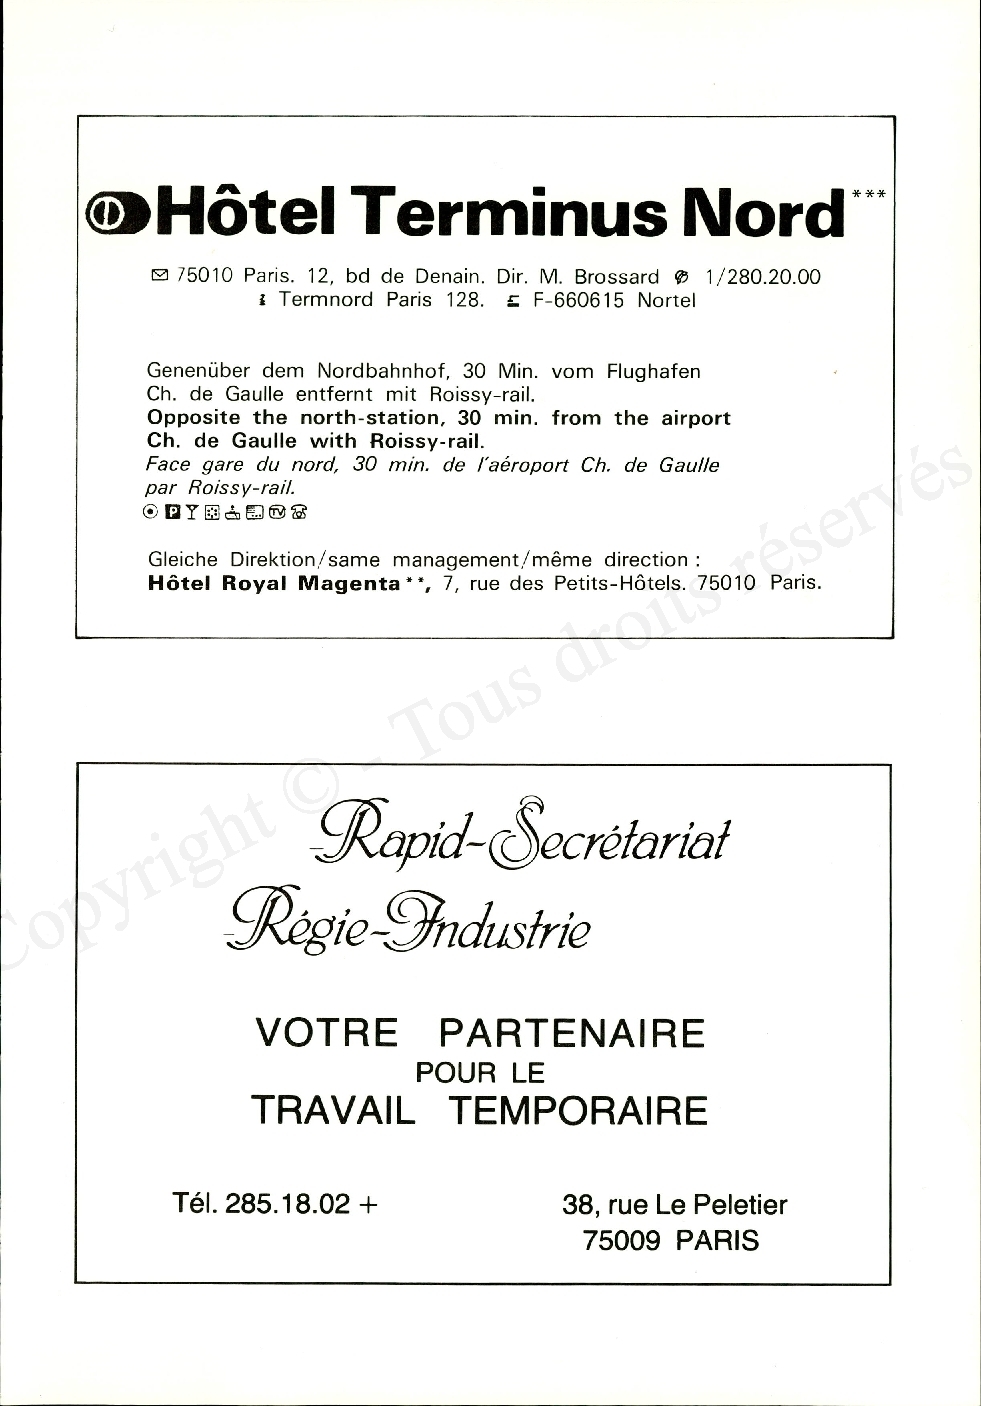 Hôtel Terminus Nord ***
75010 Paris. 12, bd de Denain. Dir. M. Brossard 1/280.20.00
Termnord Paris 128. F-660615 Nortel
Genenüber dem Nordbahnhof, 30 Min. vom Flughafen
Ch. de Gaulle entfernt mit Roissy-rail.
Opposite the north-station, 30 min. from the airport
Ch. de Gaulle with Roissy-rail.
Face gare du nord, 30 min. de l'aéroport Ch. de Gaulle
par Roissy-rail.
P TV
Gleiche Direktion/same management/même direction :
Hôtel Royal Magenta**, 7, rue des Petits-Hôtels. 75010 Paris.
Copyright © - Tous droits réservés
Rapid-Secrétariat
Régie-Industrie
VOTRE PARTENAIRE
POUR LE
TRAVAIL TEMPORAIRE
Tél. 285.18.02 +
38, rue Le Peletier
75009 PARIS